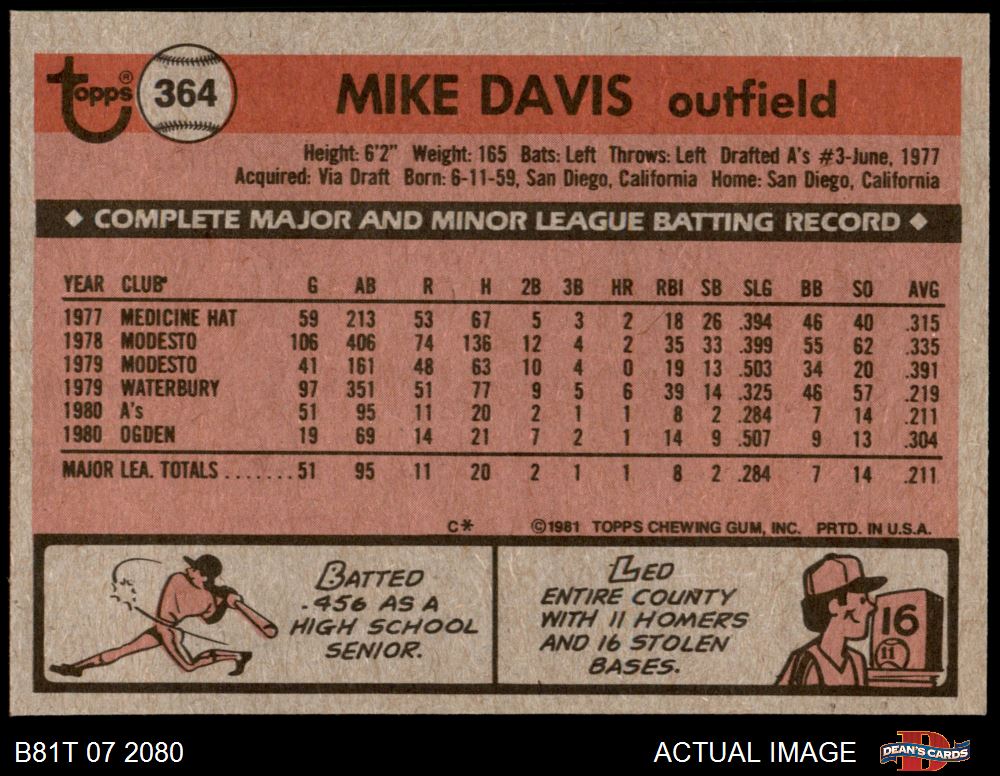 topps® 364 MIKE DAVIS outfield
Height: 6'2" Weight: 165 Bats: Left Throws: Left Drafted A's #3-June, 1977
Acquired: Via Draft Born: 6-11-59, San Diego, California Home: San Diego, California
◆ COMPLETE MAJOR AND MINOR LEAGUE BATTING RECORD ◆
YEAR CLUB G AB R H 2B 3B HR RBI SB SLG BB SO AVG
1977 MEDICINE HAT 59 213 53 67 5 3 2 18 26 .394 46 40 .315
1978 MODESTO 106 406 74 136 12 4 2 35 33 .399 55 62 .335
1979 MODESTO 41 161 48 63 10 4 0 19 13 .503 34 20 .391
1979 WATERBURY 97 351 51 77 9 5 6 39 14 .325 46 57 .219
1980 A's 51 95 11 20 2 1 1 8 2 .284 7 14 .211
1980 OGDEN 19 69 14 21 7 2 1 14 9 .507 9 13 .304
MAJOR LEA. TOTALS .......51 95 11 20 2 1 1 8 2 .284 7 14 .211
C* ©1981 TOPPS CHEWING GUM, INC. PRTD. IN U.S.A.
BATTED
.456 AS A
HIGH SCHOOL
SENIOR.
LED
ENTIRE COUNTY
WITH 11 HOMERS
AND 16 STOLEN
BASES.
16
11
B81T 07 2080 ACTUAL IMAGE DEAN'S CARDS